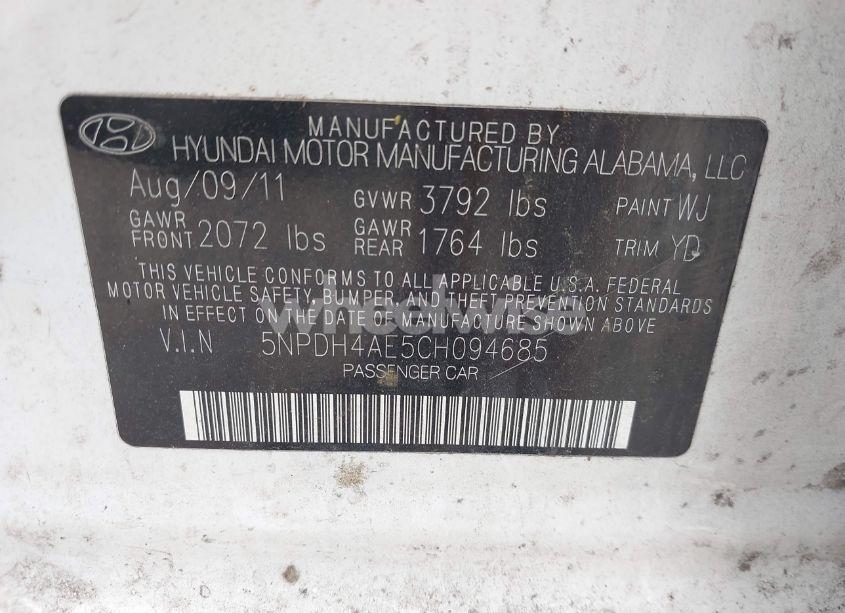 MANUFACTURED BY
HYUNDAI MOTOR MANUFACTURING ALABAMA, LLC
Aug/09/11 GVWR 3792 lbs PAINT WJ
GAWR FRONT 2072 lbs GAWR REAR 1764 lbs TRIM YD
THIS VEHICLE CONFORMS TO ALL APPLICABLE U.S.A. FEDERAL
MOTOR VEHICLE SAFETY, BUMPER, AND THEFT PREVENTION STANDARDS
IN EFFECT ON THE DATE OF MANUFACTURE SHOWN ABOVE
wheelwise
V.I.N 5NPDH4AE5CH094685
PASSENGER CAR